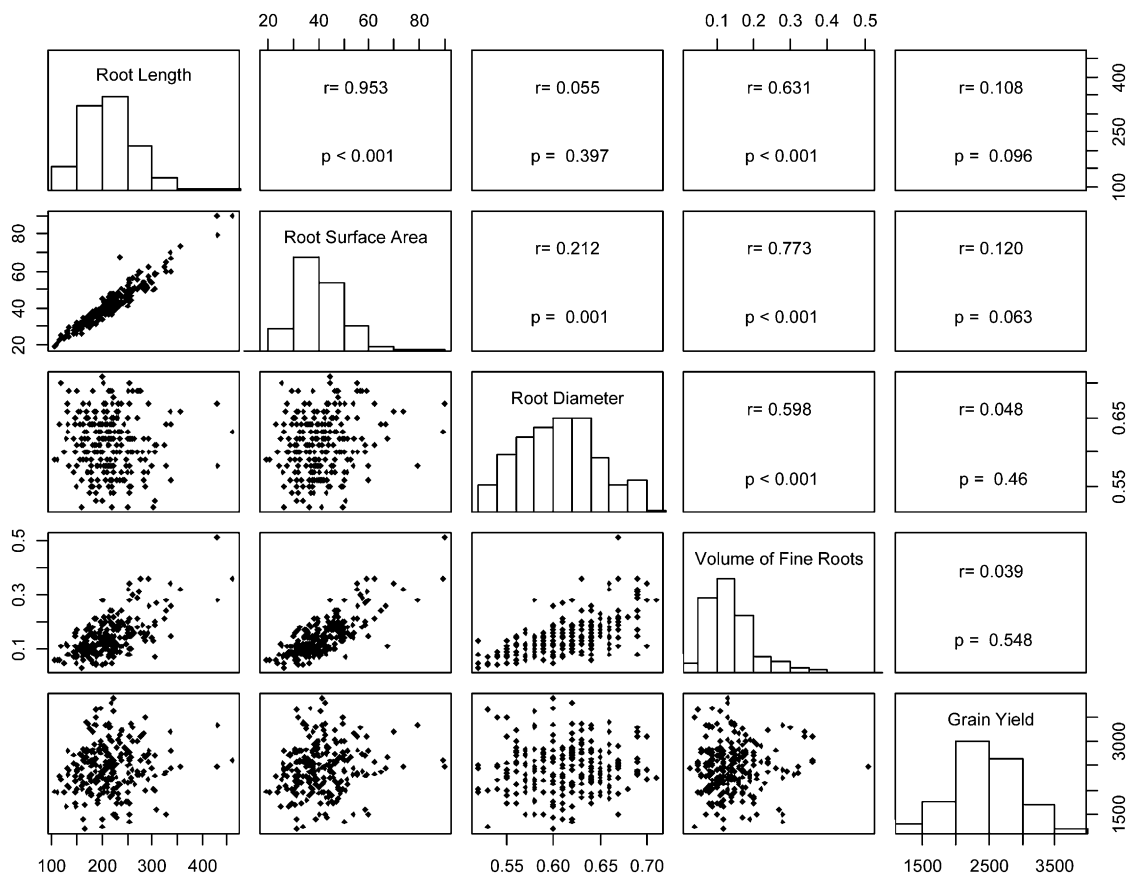 20 40 60 80 0.1 0.2 0.3 0.4 0.5
Root Length
r= 0.953
p < 0.001
r= 0.055
p = 0.397
r= 0.631
p < 0.001
r= 0.108
p = 0.096
100 250 400
20 40 60 80
Root Surface Area
r= 0.212
p = 0.001
r= 0.773
p < 0.001
r= 0.120
p = 0.063
Root Diameter
r= 0.598
p < 0.001
r= 0.048
p = 0.46
0.55 0.65
0.1 0.3 0.5
Volume of Fine Roots
r= 0.039
p = 0.548
Grain Yield
1500 3000
100 200 300 400 0.55 0.60 0.65 0.70 1500 2500 3500